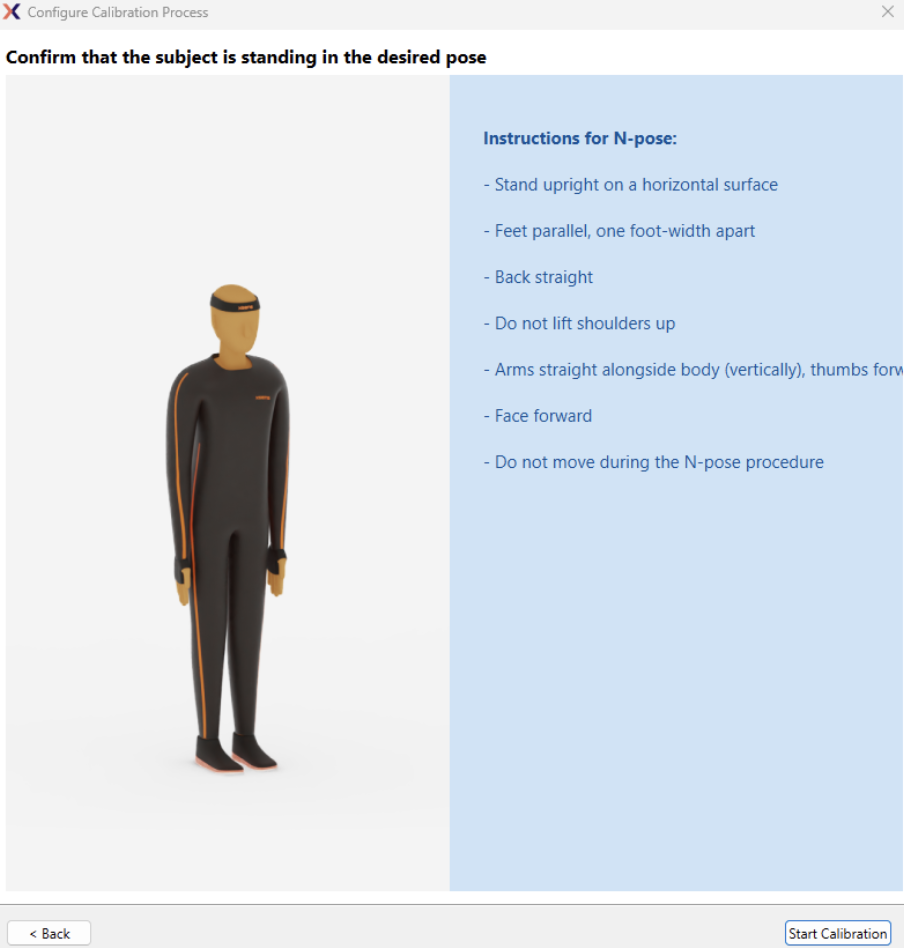 Configure Calibration Process
Confirm that the subject is standing in the desired pose
Instructions for N-pose:
- Stand upright on a horizontal surface
- Feet parallel, one foot-width apart
- Back straight
- Do not lift shoulders up
- Arms straight alongside body (vertically), thumbs forw
- Face forward
- Do not move during the N-pose procedure
< Back
Start Calibration